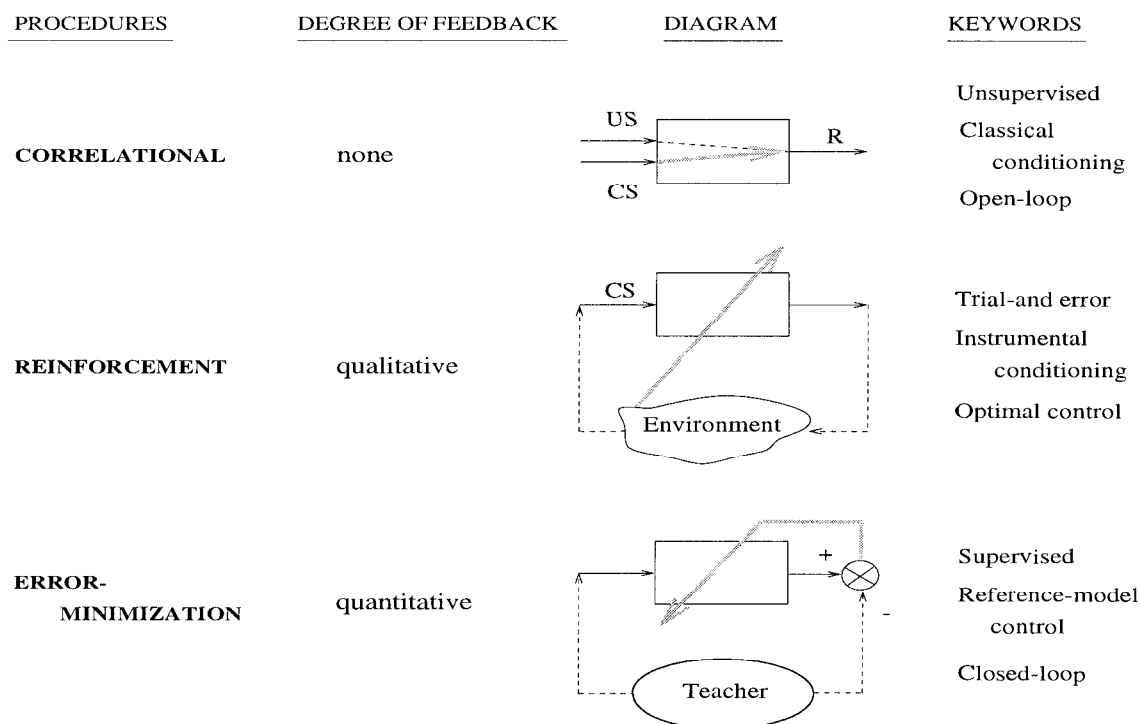 PROCEDURES DEGREE OF FEEDBACK DIAGRAM KEYWORDS
CORRELATIONAL
none
US
CS
R
Unsupervised
Classical
conditioning
Open-loop
REINFORCEMENT
qualitative
CS
Environment
Trial-and error
Instrumental
conditioning
Optimal control
ERROR-
MINIMIZATION
quantitative
+
-
Teacher
Supervised
Reference-model
control
Closed-loop